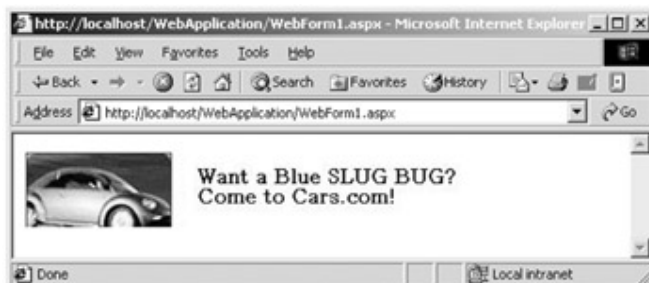 http://localhost/WebApplication/WebForm1.aspx - Microsoft Internet Explorer
File Edit View Favorites Tools Help
Back Search Favorites History
Address http://localhost/WebApplication/WebForm1.aspx Go
Want a Blue SLUG BUG?
Come to Cars.com!
Done Local intranet